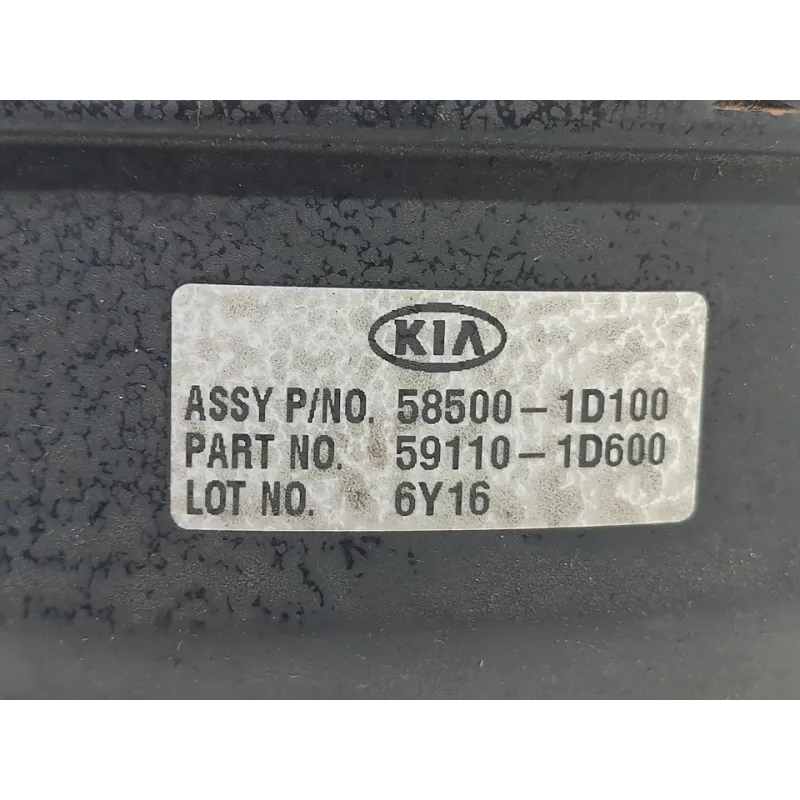 KIA
ASSY P/NO. 58500-1D100
PART NO. 59110-1D600
LOT NO. 6Y16